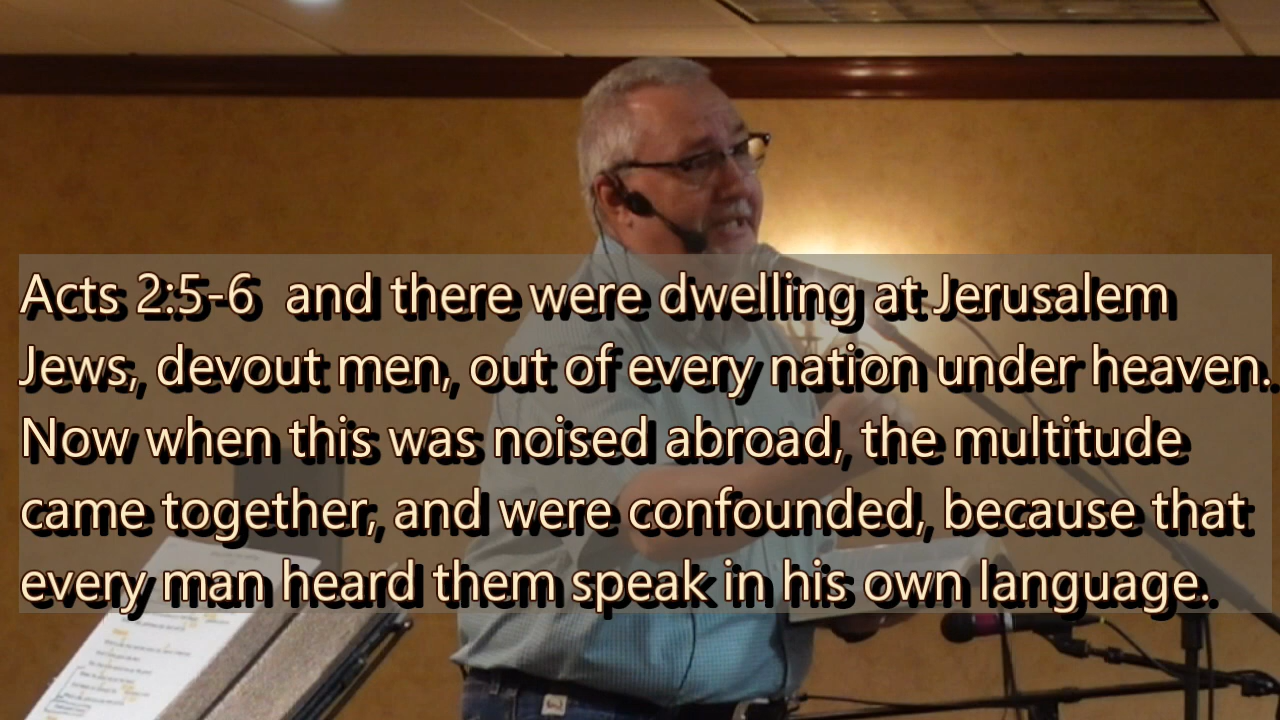 Acts 2:5-6  and there were dwelling at Jerusalem
Jews, devout men, out of every nation under heaven.
Now when this was noised abroad, the multitude
came together, and were confounded, because that
every man heard them speak in his own language.